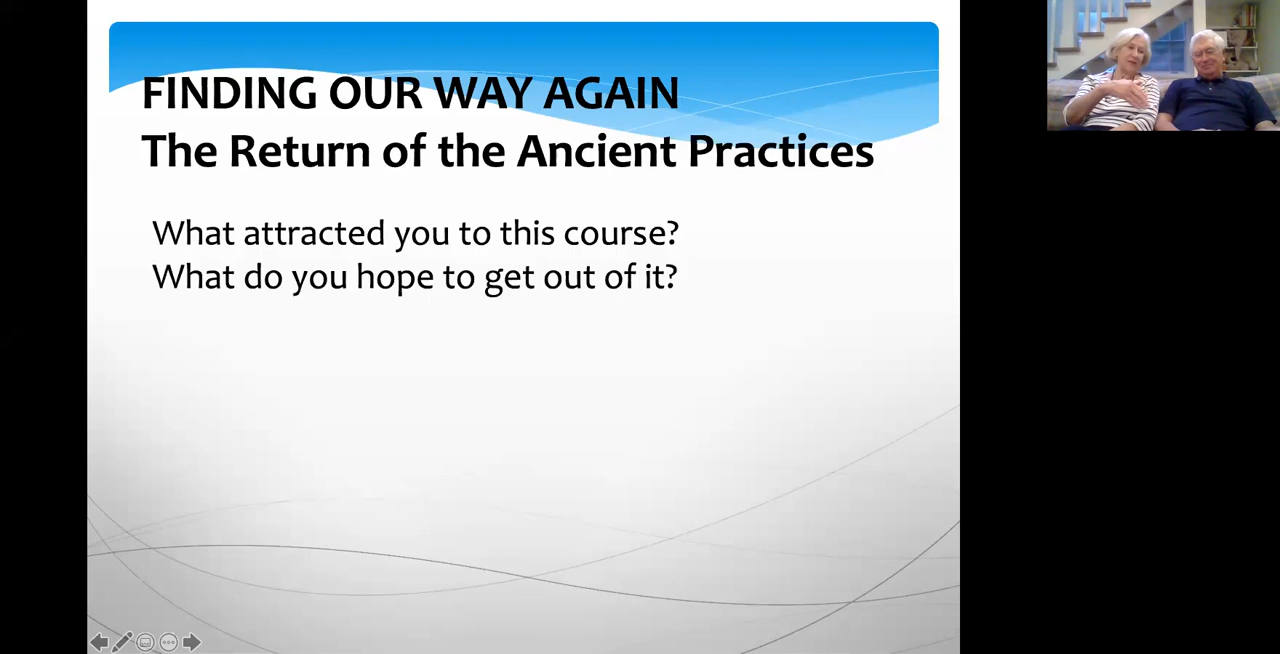 FINDING OUR WAY AGAIN
The Return of the Ancient Practices
What attracted you to this course?
What do you hope to get out of it?